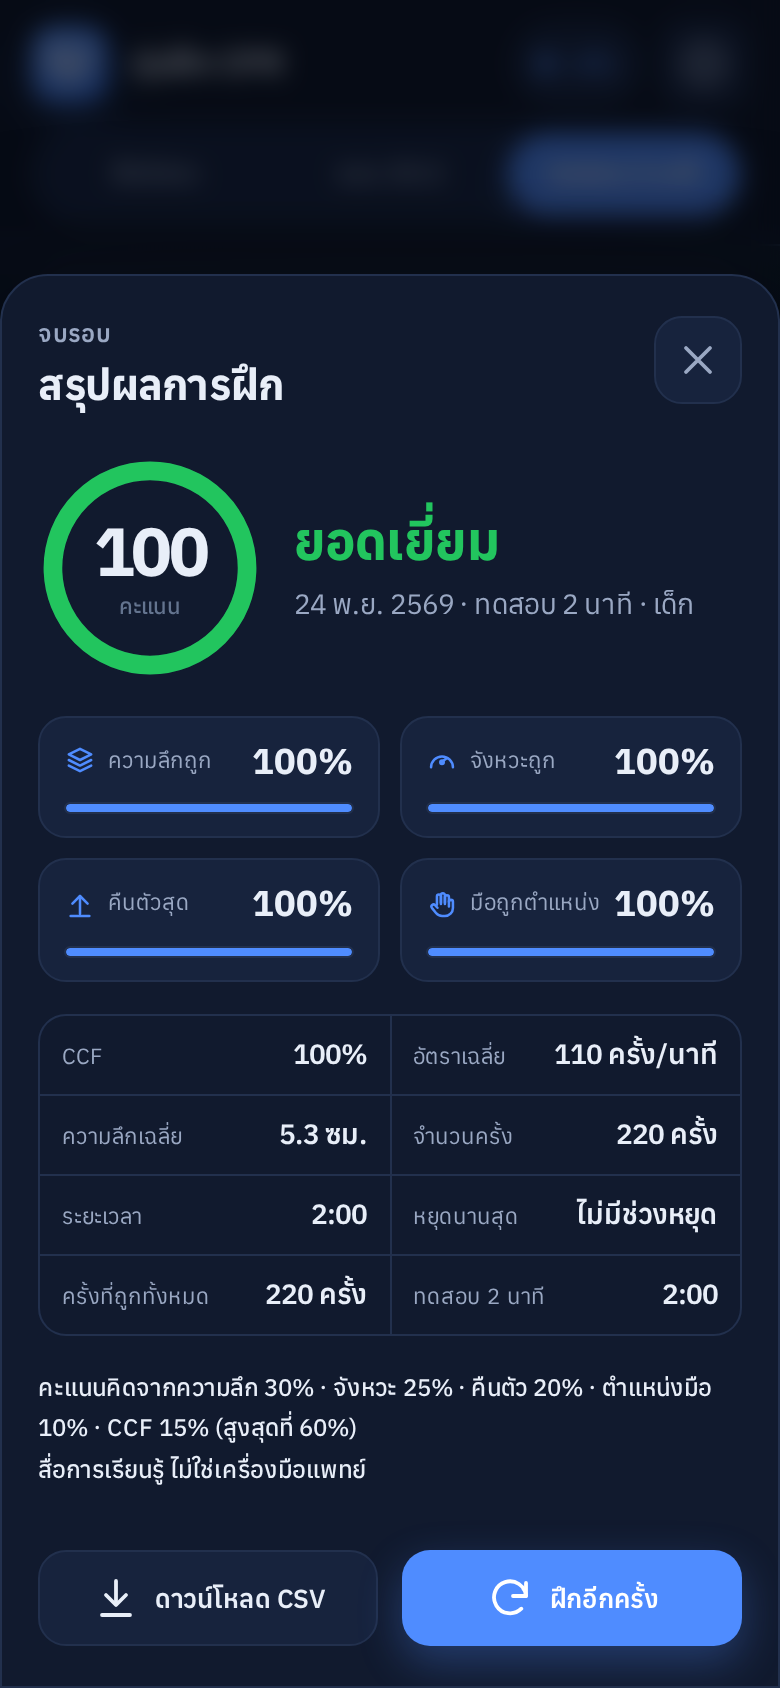 จบรอบ
สรุปผลการฝึก
100
คะแนน
ยอดเยี่ยม
24 พ.ย. 2569 · ทดสอบ 2 นาที · เด็ก
ความลึกถูก 100%
จังหวะถูก 100%
คืนตัวสุด 100%
มือถูกตำแหน่ง 100%
CCF 100%
อัตราเฉลี่ย 110 ครั้ง/นาที
ความลึกเฉลี่ย 5.3 ซม.
จำนวนครั้ง 220 ครั้ง
ระยะเวลา 2:00
หยุดนานสุด ไม่มีช่วงหยุด
ครั้งที่ถูกทั้งหมด 220 ครั้ง
ทดสอบ 2 นาที 2:00
คะแนนคิดจากความลึก 30% · จังหวะ 25% · คืนตัว 20% · ตำแหน่งมือ
10% · CCF 15% (สูงสุดที่ 60%)
สื่อการเรียนรู้ ไม่ใช่เครื่องมือแพทย์
ดาวน์โหลด CSV
ฝึกอีกครั้ง